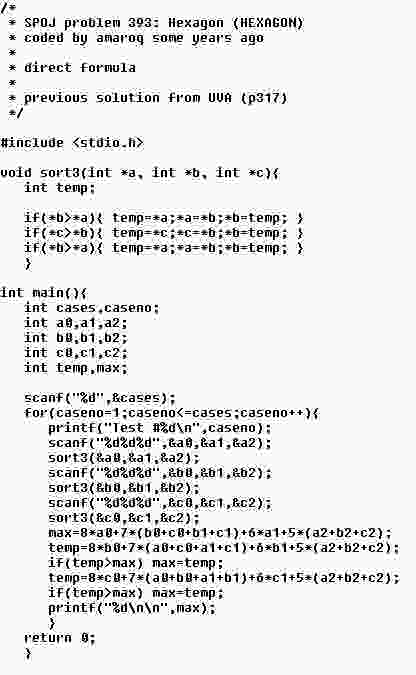 /*
 * SPOJ problem 393: Hexagon (HEXAGON)
 * coded by amaroq some years ago
 *
 * direct formula
 *
 * previous solution from UVA (p317)
 */

#include <stdio.h>

void sort3(int *a, int *b, int *c){
   int temp;

   if(*b>*a){ temp=*a;*a=*b;*b=temp; }
   if(*c>*b){ temp=*c;*c=*b;*b=temp; }
   if(*b>*a){ temp=*a;*a=*b;*b=temp; }
   }

int main(){
   int cases,caseno;
   int a0,a1,a2;
   int b0,b1,b2;
   int c0,c1,c2;
   int temp,max;

   scanf("%d",&cases);
   for(caseno=1;caseno<=cases;caseno++){
      printf("Test #%d\n",caseno);
      scanf("%d%d%d",&a0,&a1,&a2);
      sort3(&a0,&a1,&a2);
      scanf("%d%d%d",&b0,&b1,&b2);
      sort3(&b0,&b1,&b2);
      scanf("%d%d%d",&c0,&c1,&c2);
      sort3(&c0,&c1,&c2);
      max=8*a0+7*(b0+c0+b1+c1)+6*a1+5*(a2+b2+c2);
      temp=8*b0+7*(a0+c0+a1+c1)+6*b1+5*(a2+b2+c2);
      if(temp>max) max=temp;
      temp=8*c0+7*(a0+b0+a1+b1)+6*c1+5*(a2+b2+c2);
      if(temp>max) max=temp;
      printf("%d\n\n",max);
      }
   return 0;
   }